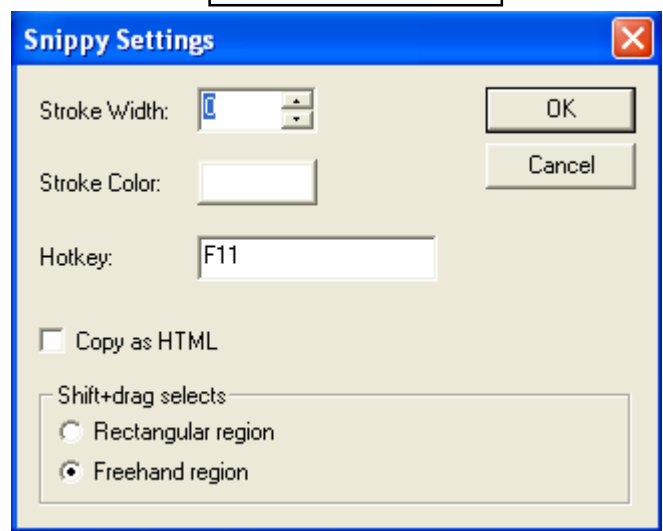 Snippy Settings
Stroke Width: 0 OK
Stroke Color: Cancel
Hotkey: F11
Copy as HTML
Shift+drag selects
Rectangular region
Freehand region